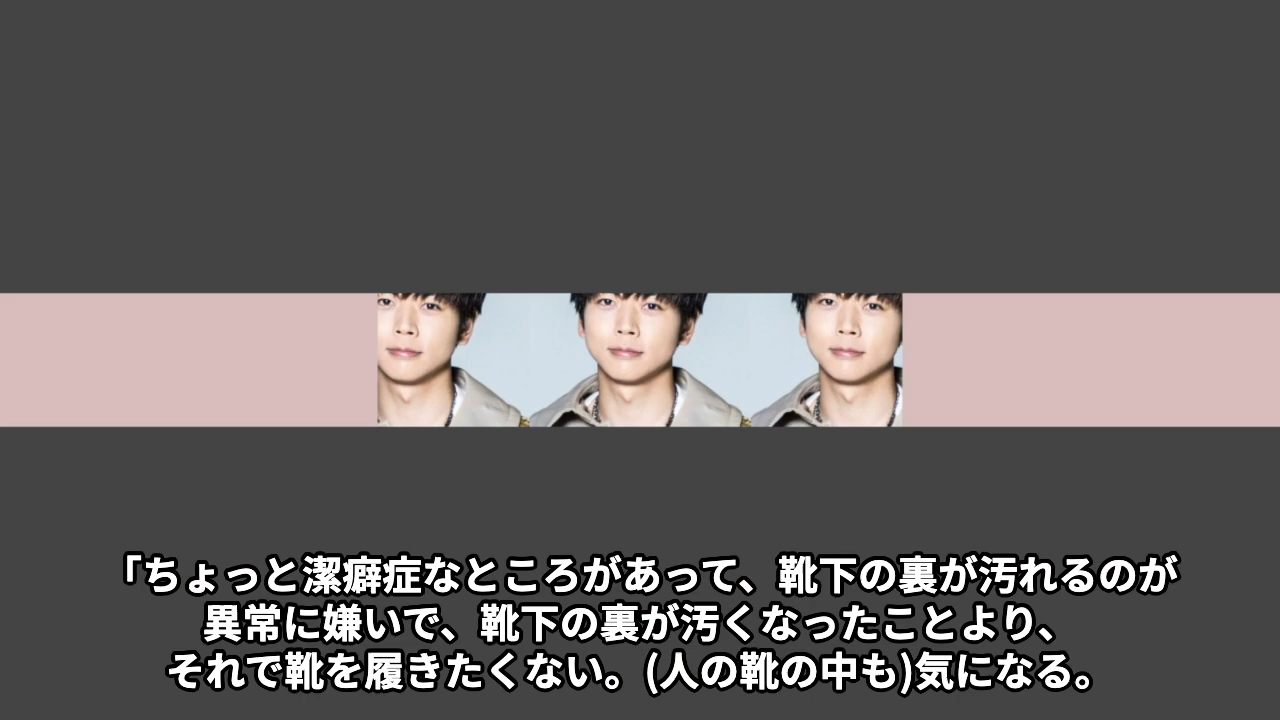 「ちょっと潔癖症なところがあって、靴下の裏が汚れるのが
異常に嫌いで、靴下の裏が汚くなったことより、
それで靴を履きたくない。(人の靴の中も)気になる。